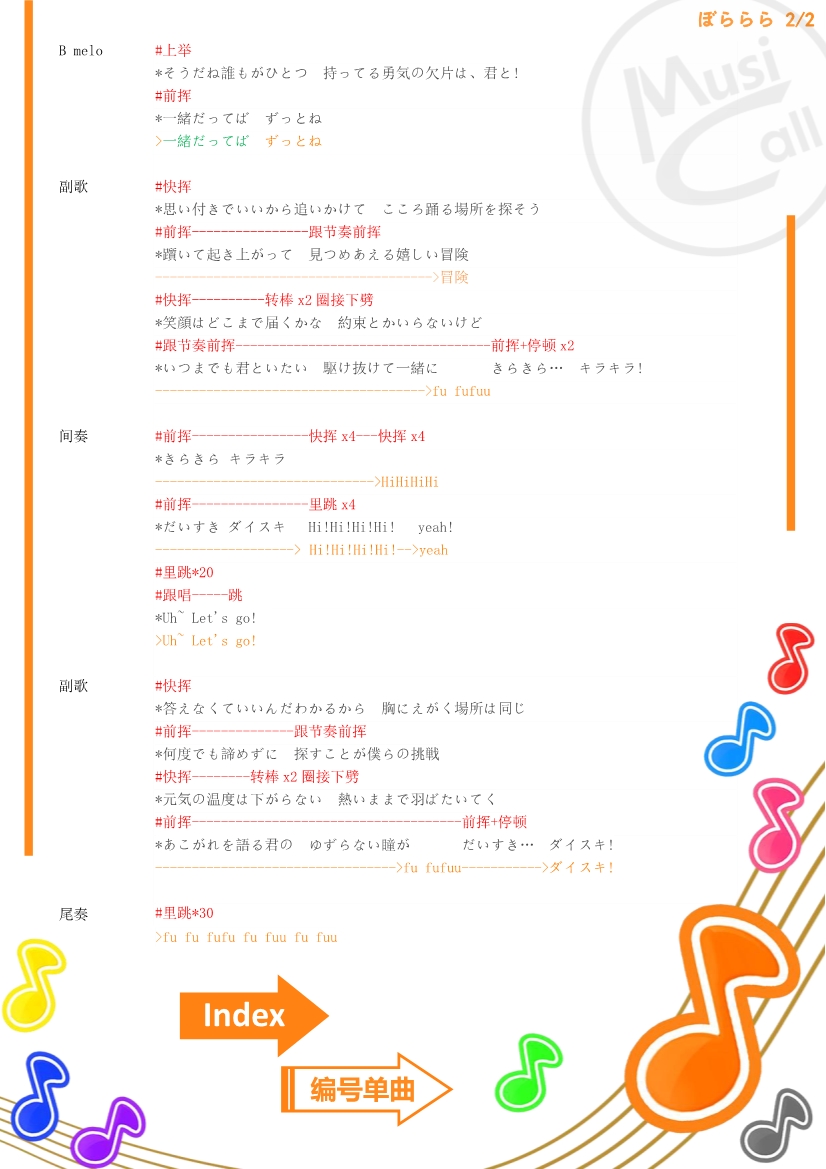 ぼららら 2/2
Musi
Call
B melo #上举
*そうだね誰もがひとつ 持ってる勇気の欠片は、君と!
#前挥
*一緒だってば ずっとね
>一緒だってば ずっとね
副歌 #快挥
*思い付きでいいから追いかけて こころ踊る場所を探そう
#前挥----------------跟节奏前挥
*躓いて起き上がって 見つめあえる嬉しい冒険
-------------------------------------->冒険
#快挥----------转棒 x2 圈接下劈
*笑顔はどこまで届くかな 約束とかいらないけど
#跟节奏前挥-----------------------------------前挥+停顿 x2
*いつまでも君といたい 駆け抜けて一緒に きらきら… キラキラ!
------------------------------------->fu fufuu
间奏 #前挥----------------快挥 x4---快挥 x4
*きらきら キラキラ
------------------------------>HiHiHiHi
#前挥----------------里跳 x4
*だいすき ダイスキ Hi!Hi!Hi!Hi! yeah!
-------------------> Hi!Hi!Hi!Hi!-->yeah
#里跳*20
#跟唱-----跳
*Uh~ Let's go!
>Uh~ Let's go!
副歌 #快挥
*答えなくていいんだわかるから 胸にえがく場所は同じ
#前挥--------------跟节奏前挥
*何度でも諦めずに 探すことが僕らの挑戦
#快挥--------转棒 x2 圈接下劈
*元気の温度は下がらない 熱いままで羽ばたいてく
#前挥-------------------------------------前挥+停顿
*あこがれを語る君の ゆずらない瞳が だいすき… ダイスキ!
--------------------------------->fu fufuu----------->ダイスキ!
尾奏 #里跳*30
>fu fu fufu fu fuu fu fuu
Index
编号单曲